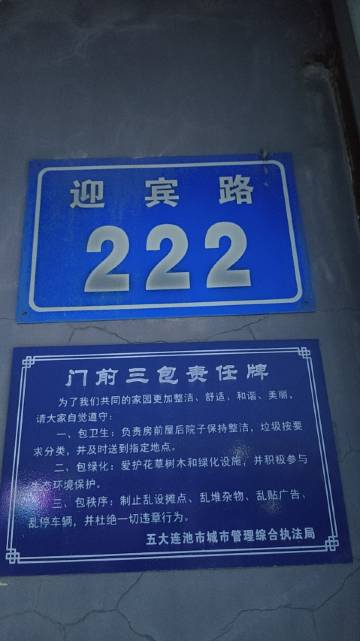 迎宾路
222
门前三包责任牌
为了我们共同的家园更加整洁、舒适、和谐、美丽，
请大家自觉遵守：
一、包卫生：负责房前屋后院子保持整洁，垃圾按要
求分类，并及时送到指定地点。
二、包绿化：爱护花草树木和绿化设施，并积极参与
生态环境保护。
三、包秩序：制止乱设摊点、乱堆杂物、乱贴广告、
乱停车辆，并杜绝一切违章行为。
五大连池市城市管理综合执法局